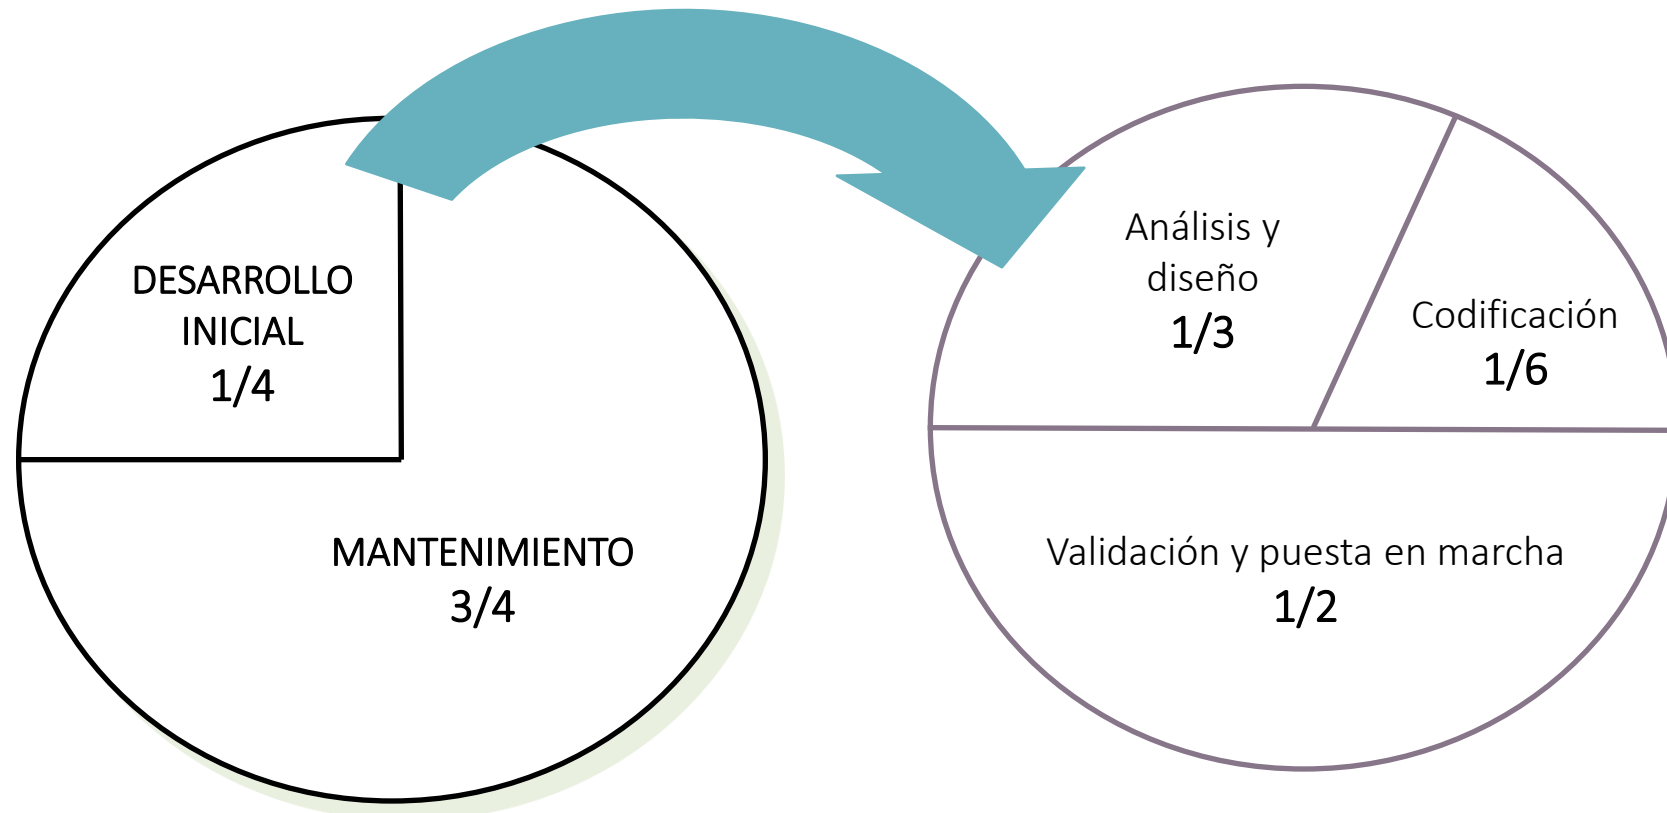 DESARROLLO
INICIAL
1/4
MANTENIMIENTO
3/4
Análisis y
diseño
1/3
Codificación
1/6
Validación y puesta en marcha
1/2